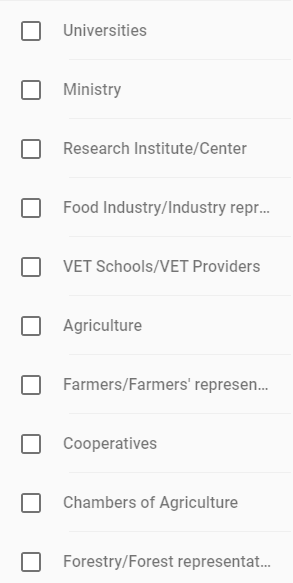 Universities
Ministry
Research Institute/Center
Food Industry/Industry repr...
VET Schools/VET Providers
Agriculture
Farmers/Farmers' represen...
Cooperatives
Chambers of Agriculture
Forestry/Forest representat...